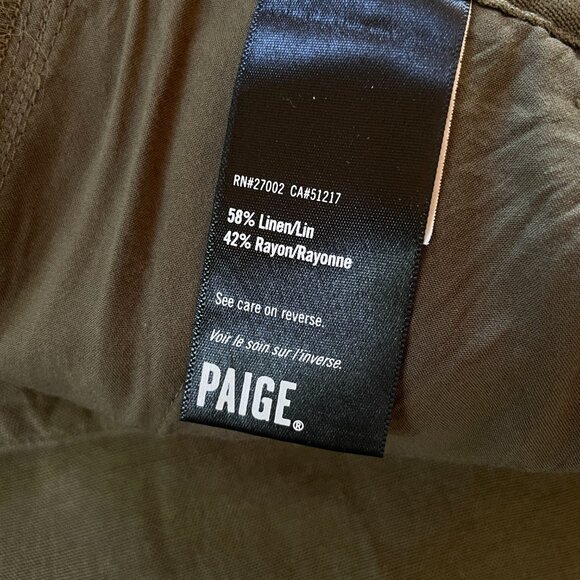 RN#27002 CA#51217
58% Linen/Lin
42% Rayon/Rayonne
See care on reverse.
Voir le soin sur l'inverse.
PAIGE®